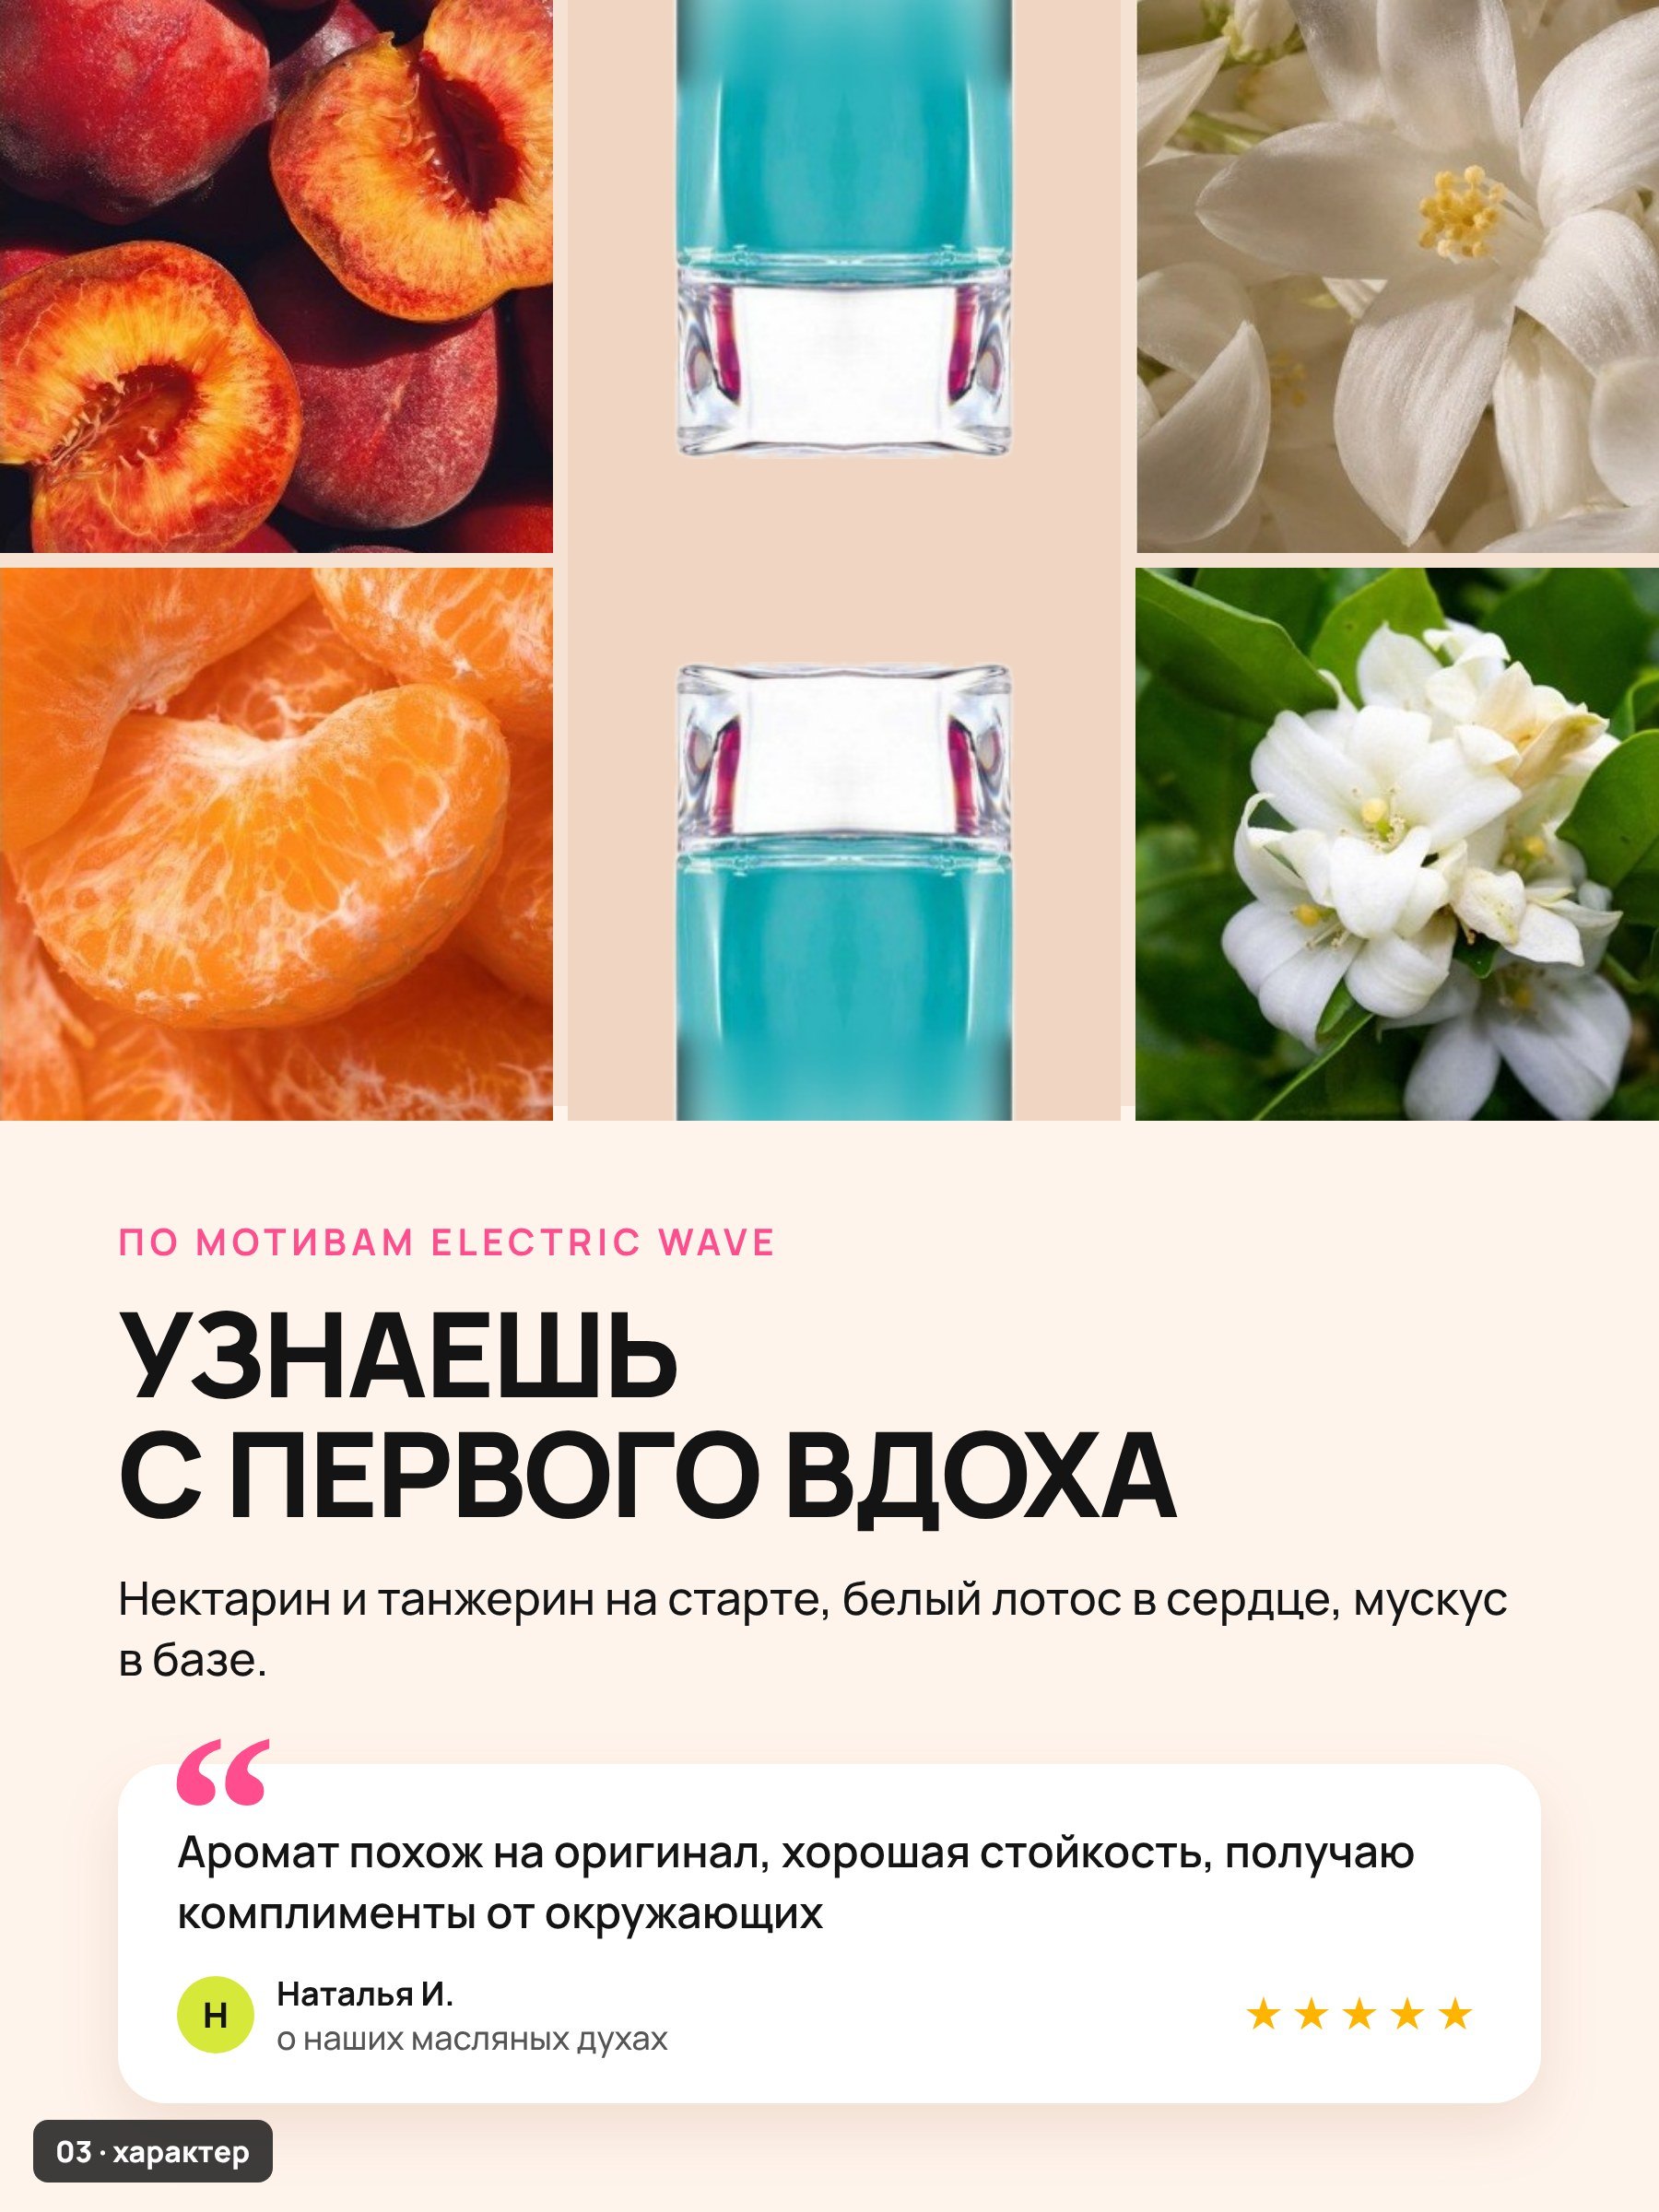 ПО МОТИВАМ ELECTRIC WAVE
УЗНАЕШЬ
С ПЕРВОГО ВДОХА
Нектарин и танжерин на старте, белый лотос в сердце, мускус
в базе.
“
Аромат похож на оригинал, хорошая стойкость, получаю
комплименты от окружающих
Н
Наталья И.
о наших масляных духах
★★★★★
03 · характер